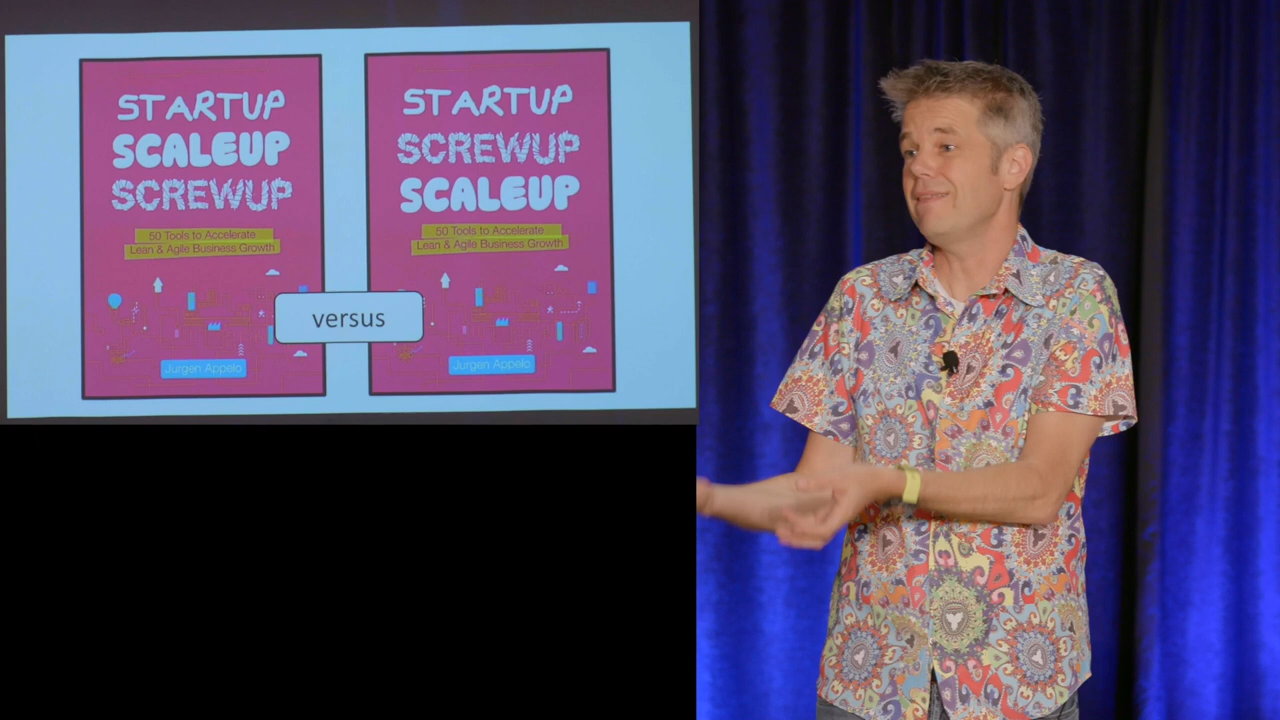 STARTUP
SCALEUP
SCREWUP
50 Tools to Accelerate
Lean & Agile Business Growth
Jurgen Appelo
versus
STARTUP
SCREWUP
SCALEUP
50 Tools to Accelerate
Lean & Agile Business Growth
Jurgen Appelo